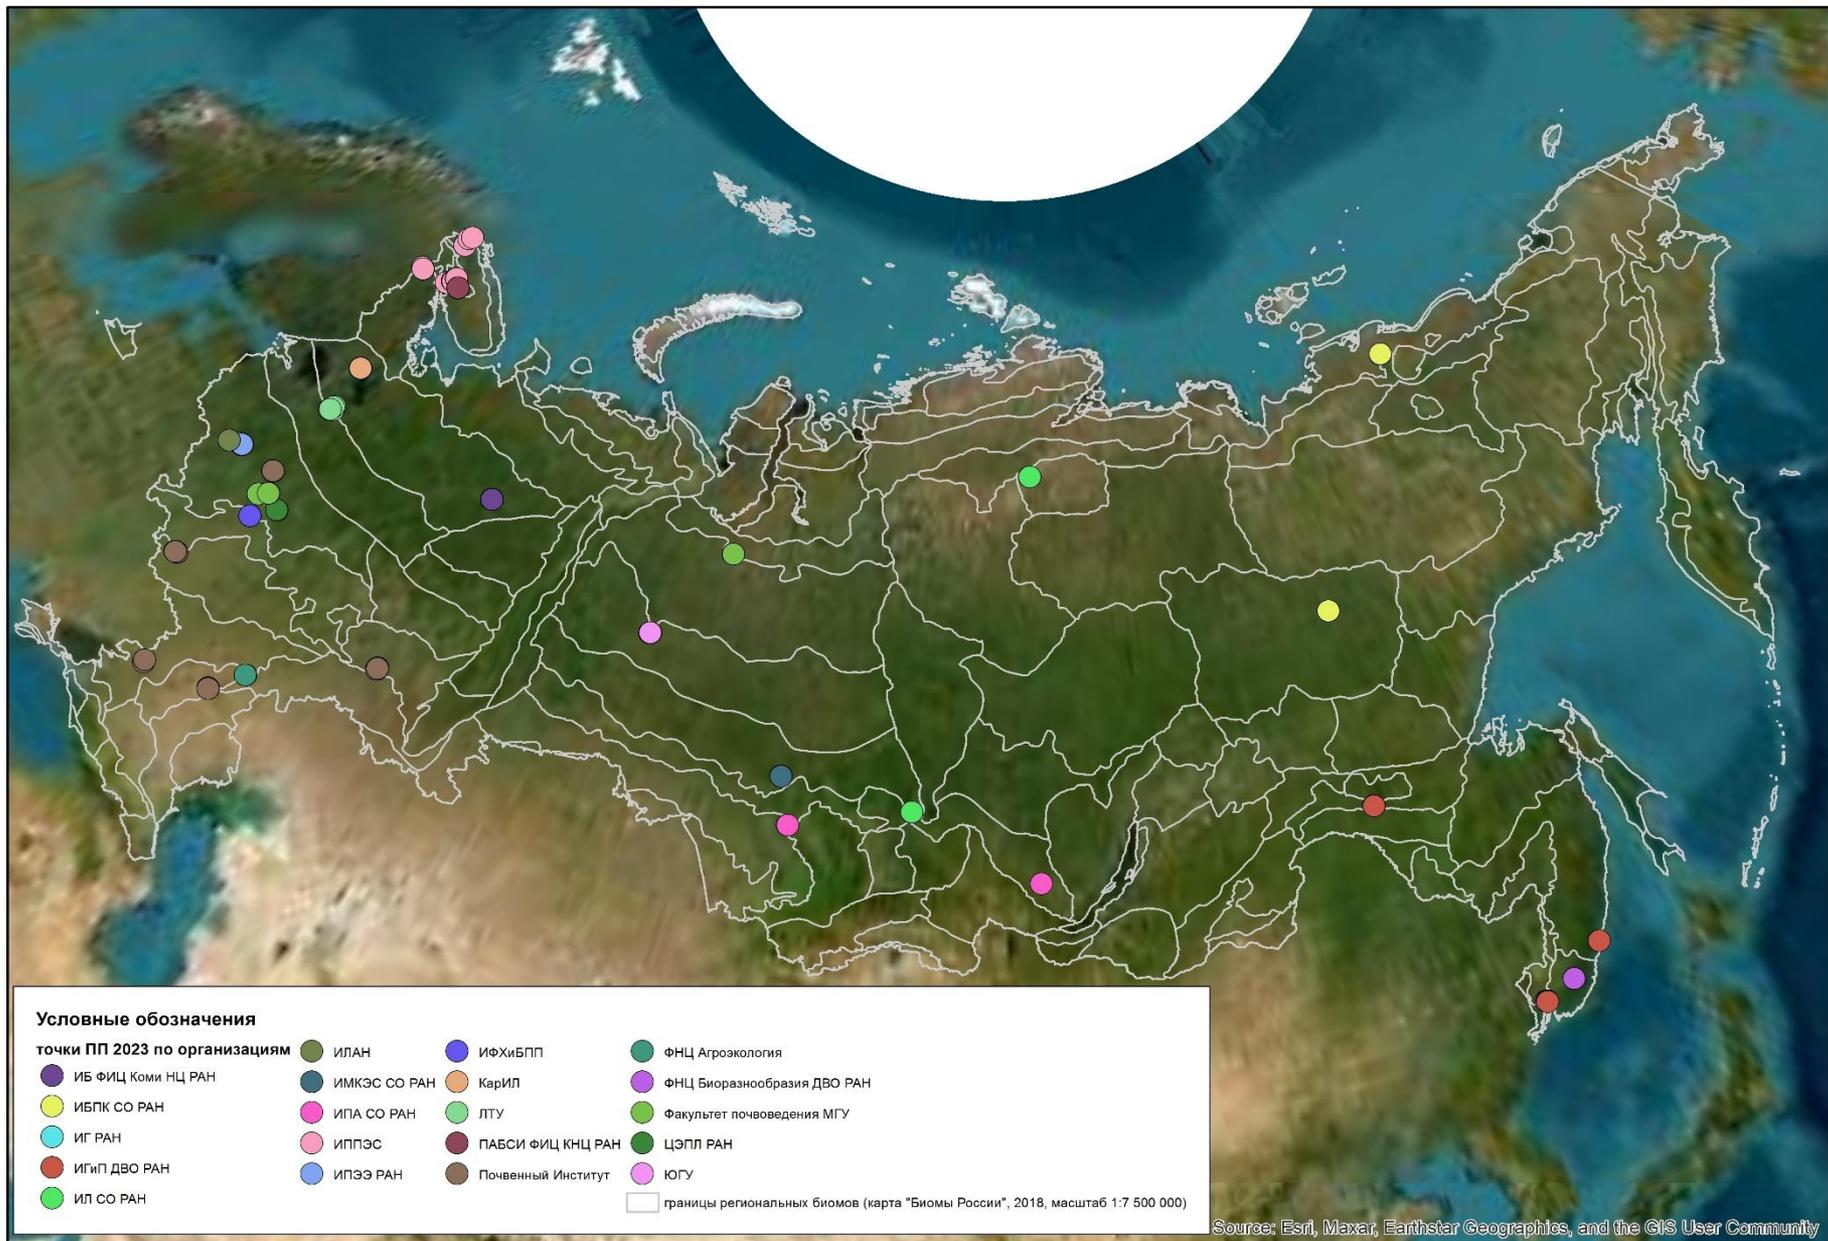 Условные обозначения
точки ПП 2023 по организациям
ИБ ФИЦ Коми НЦ РАН
ИБПК СО РАН
ИГ РАН
ИГиП ДВО РАН
ИЛ СО РАН
ИЛАН
ИМКЭС СО РАН
ИПА СО РАН
ИППЭС
ИПЭЭ РАН
ИФХиБПП
КарИЛ
ЛТУ
ПАБСИ ФИЦ КНЦ РАН
Почвенный Институт
ФНЦ Агроэкология
ФНЦ Биоразнообразия ДВО РАН
Факультет почвоведения МГУ
ЦЭПЛ РАН
ЮГУ
границы региональных биомов (карта "Биомы России", 2018, масштаб 1:7 500 000)
Source: Esri, Maxar, Earthstar Geographics, and the GIS User Community